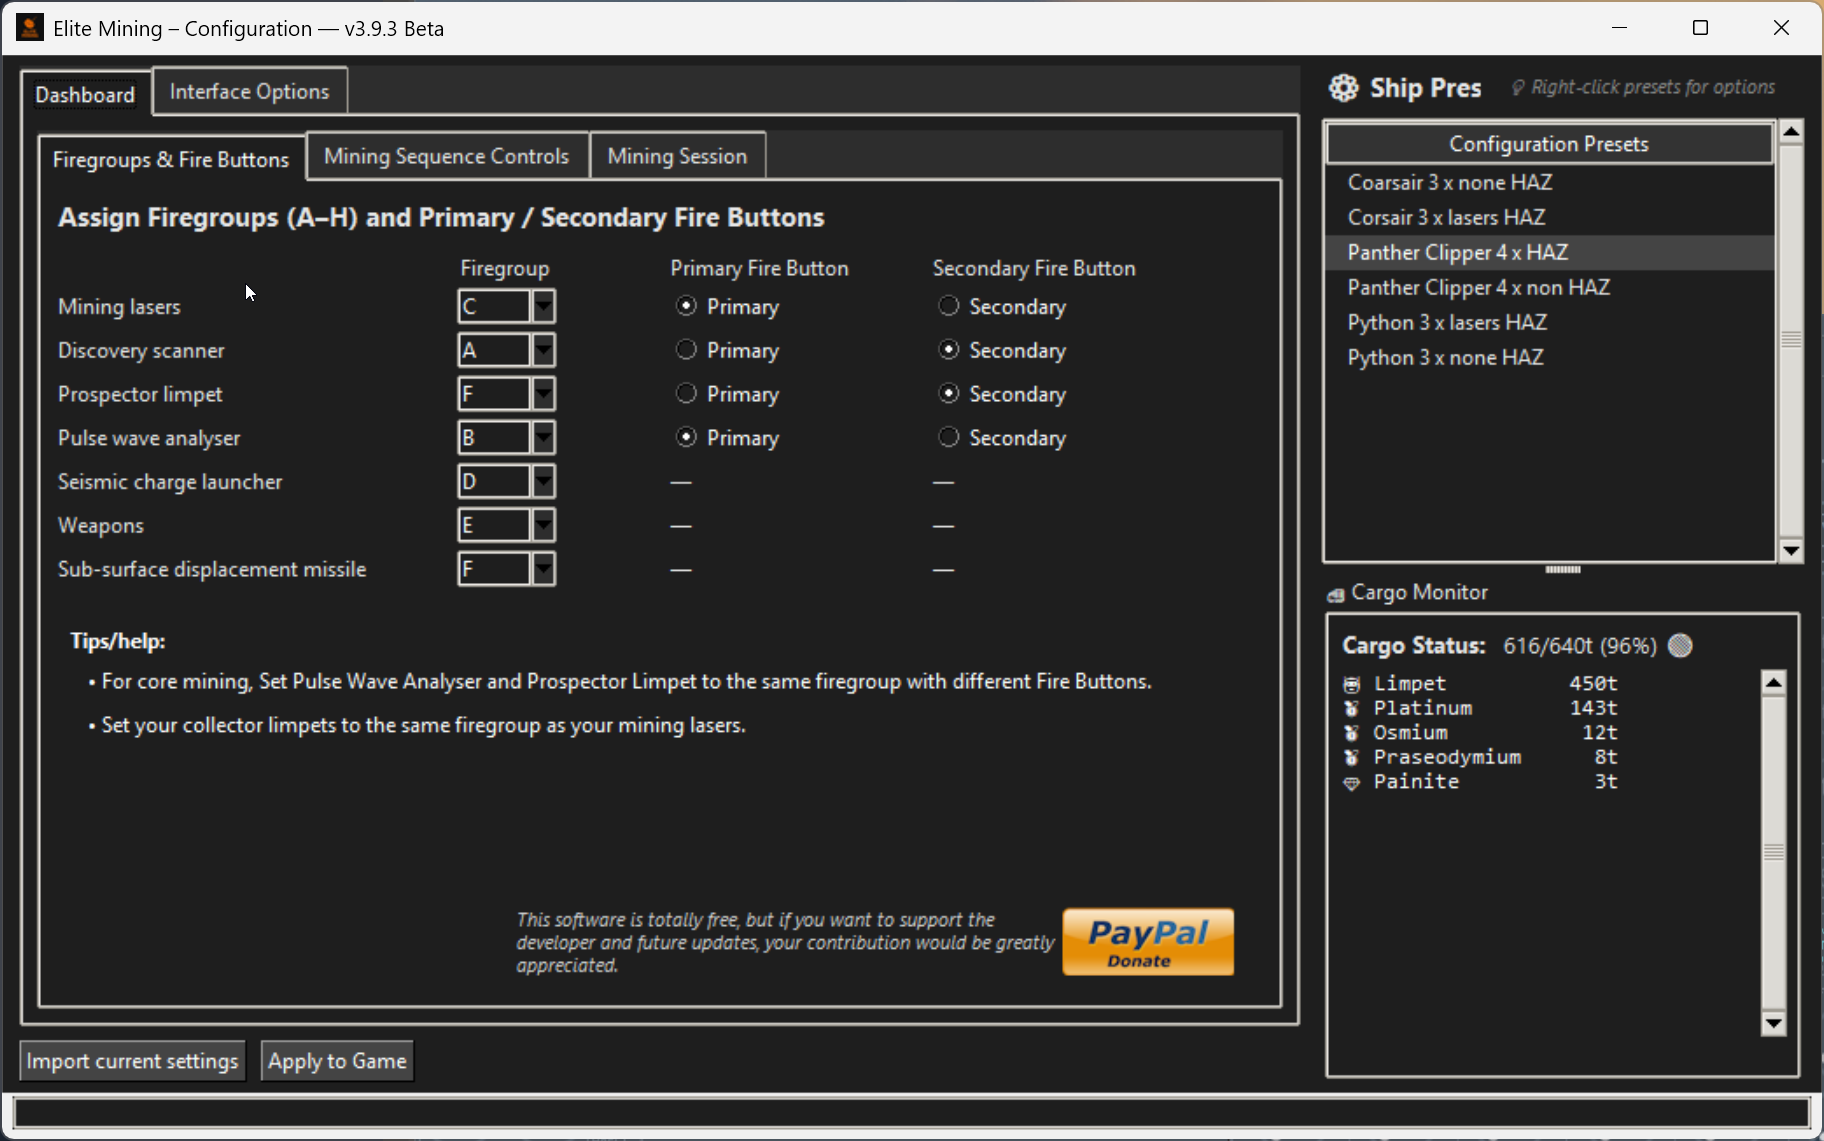 Elite Mining – Configuration — v3.9.3 Beta
Dashboard
Interface Options
Firegroups & Fire Buttons
Mining Sequence Controls
Mining Session
Assign Firegroups (A–H) and Primary / Secondary Fire Buttons
Firegroup Primary Fire Button Secondary Fire Button
Mining lasers C Primary Secondary
Discovery scanner A Primary Secondary
Prospector limpet F Primary Secondary
Pulse wave analyser B Primary Secondary
Seismic charge launcher D — —
Weapons E — —
Sub-surface displacement missile F — —
Tips/help:
• For core mining, Set Pulse Wave Analyser and Prospector Limpet to the same firegroup with different Fire Buttons.
• Set your collector limpets to the same firegroup as your mining lasers.
This software is totally free, but if you want to support the
developer and future updates, your contribution would be greatly
appreciated.
PayPal
Donate
Import current settings
Apply to Game
Ship Pres
Right-click presets for options
Configuration Presets
Coarsair 3 x none HAZ
Corsair 3 x lasers HAZ
Panther Clipper 4 x HAZ
Panther Clipper 4 x non HAZ
Python 3 x lasers HAZ
Python 3 x none HAZ
Cargo Monitor
Cargo Status: 616/640t (96%)
Limpet 450t
Platinum 143t
Osmium 12t
Praseodymium 8t
Painite 3t